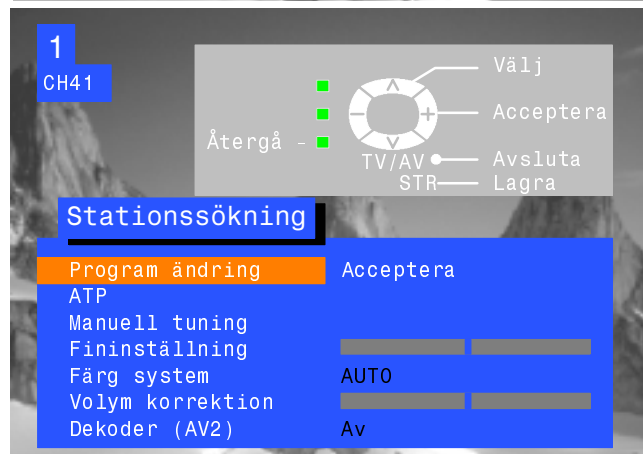 1
CH41
Välj
Acceptera
Återgå –
TV/AV Avsluta
STR Lagra
Stationssökning
Program ändring Acceptera
ATP
Manuell tuning
Fininställning
Färg system AUTO
Volym korrektion
Dekoder (AV2) Av